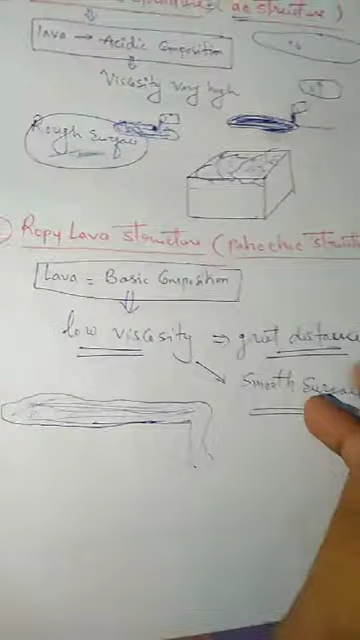 structure (aa structure)
Lava → Acidic Composition
Viscosity Very high
Rough Surface
Ropy Lava structure (pahoehoe
Lava = Basic Composition
low viscosity ⇒ great distance
Smooth Surface